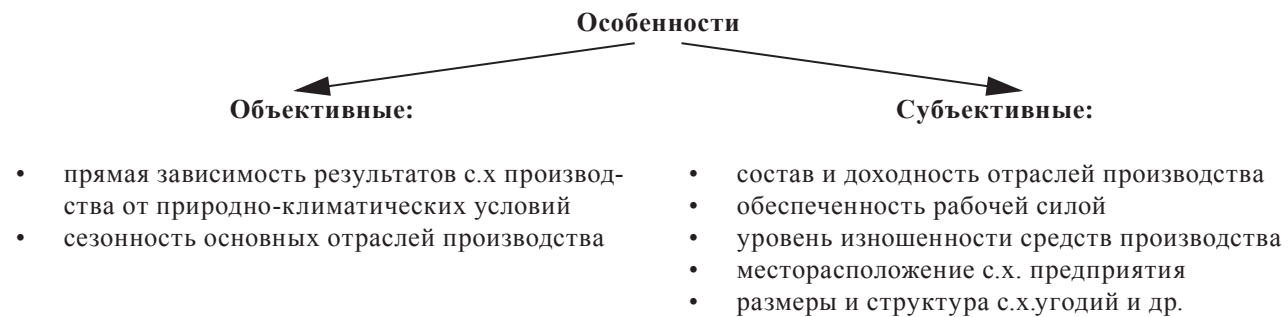 Особенности
Объективные:
• прямая зависимость результатов с.х производ-
ства от природно-климатических условий
• сезонность основных отраслей производства
Субъективные:
• состав и доходность отраслей производства
• обеспеченность рабочей силой
• уровень изношенности средств производства
• месторасположение с.х. предприятия
• размеры и структура с.х.угодий и др.